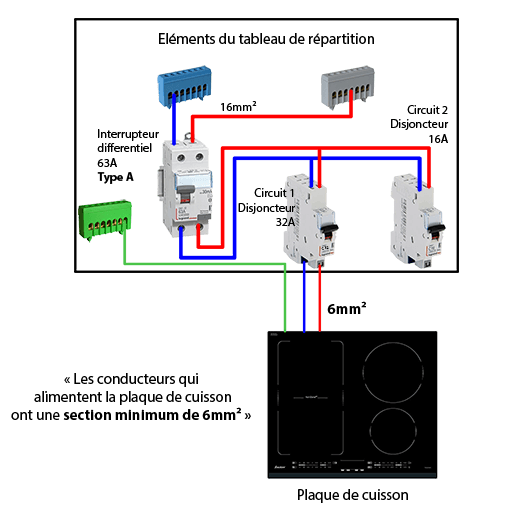 Eléments du tableau de répartition
16mm²
Interrupteur
differentiel
63A
Type A
Circuit 2
Disjoncteur
16A
Circuit 1
Disjoncteur
32A
6mm²
« Les conducteurs qui
alimentent la plaque de cuisson
ont une section minimum de 6mm² »
Plaque de cuisson